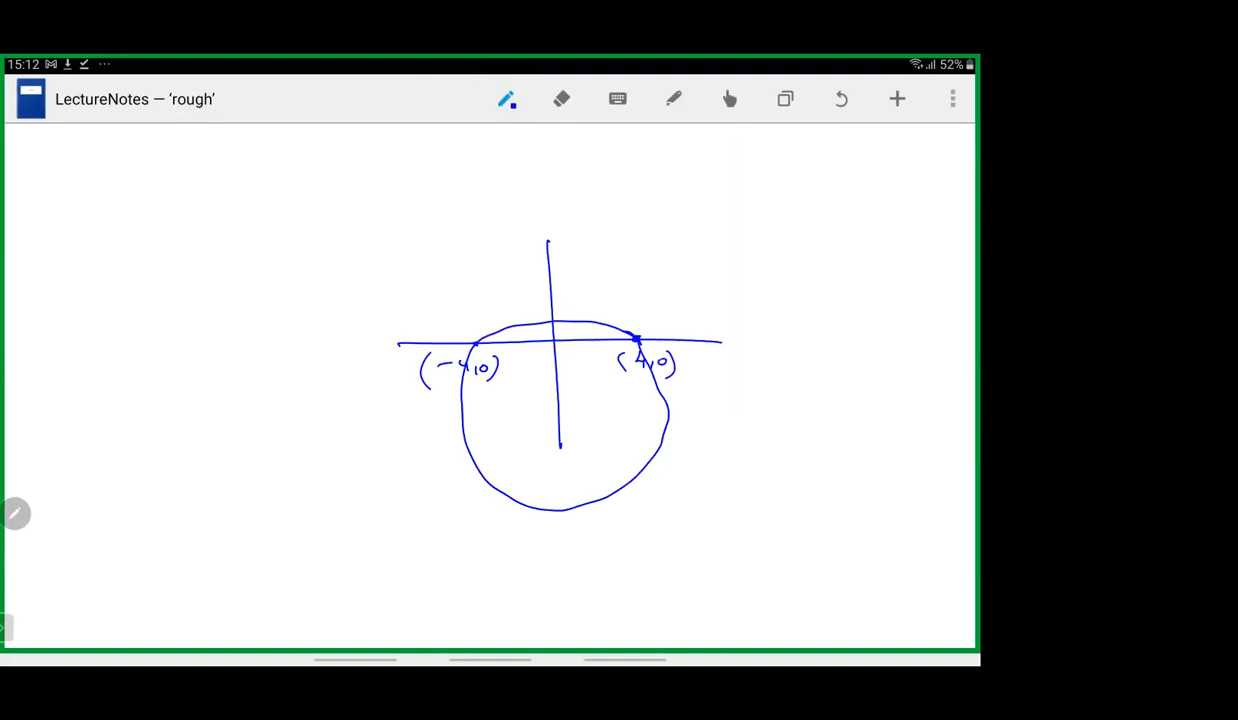 15:12 ... 52%
LectureNotes — ‘rough’
(-4,0) (4,0)